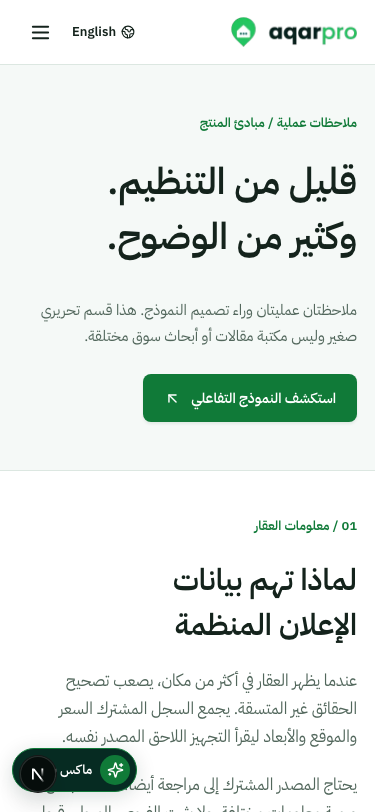 aqarpro
English
ملاحظات عملية / مبادئ المنتج
قليل من التنظيم.
وكثير من الوضوح.
ملاحظتان عمليتان وراء تصميم النموذج. هذا قسم تحريري
صغير وليس مكتبة مقالات أو أبحاث سوق مختلقة.
استكشف النموذج التفاعلي
01 / معلومات العقار
لماذا تهم بيانات
الإعلان المنظمة
عندما يظهر العقار في أكثر من مكان، يصعب تصحيح
الحقائق غير المتسقة. يجمع السجل المشترك السعر
والموقع والأبعاد ليقرأ التجهيز اللاحق المصدر نفسه.
يحتاج المصدر المشترك إلى مراجعة
ماكس
N